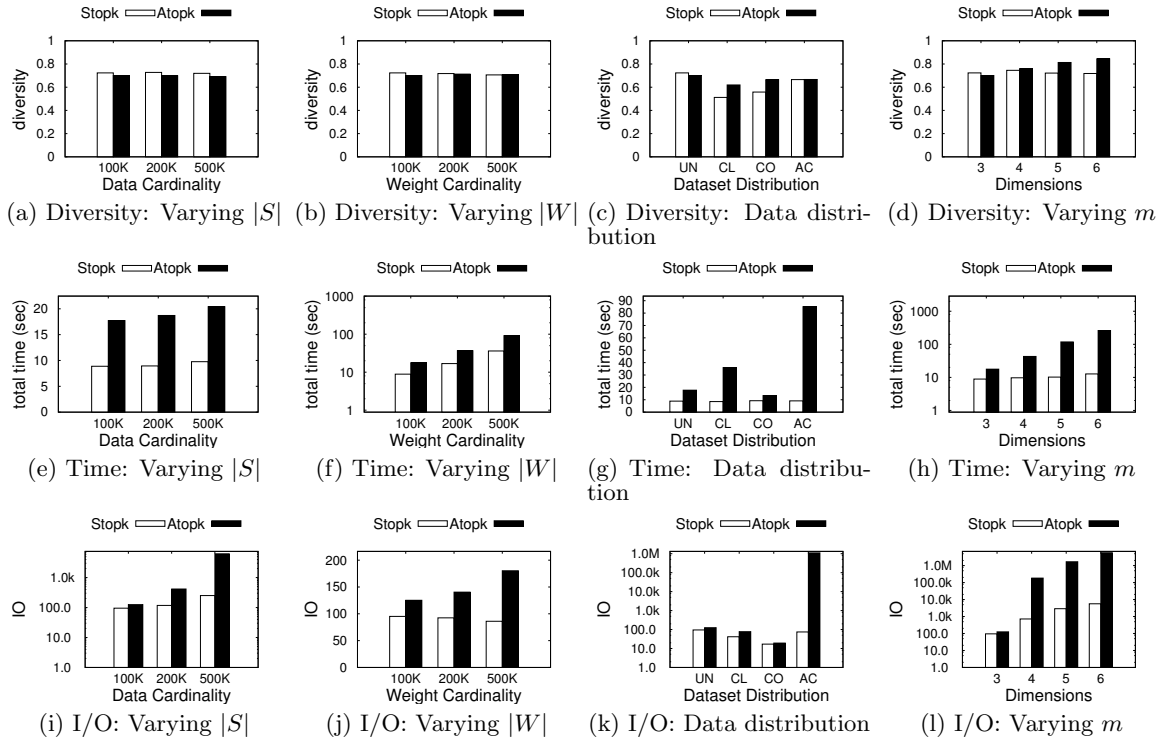 Stopk Atopk
diversity
1
0.8
0.6
0.4
0.2
0
100K 200K 500K
Data Cardinality
(a) Diversity: Varying |S|
Stopk Atopk
diversity
1
0.8
0.6
0.4
0.2
0
100K 200K 500K
Weight Cardinality
(b) Diversity: Varying |W|
Stopk Atopk
diversity
1
0.8
0.6
0.4
0.2
0
UN CL CO AC
Dataset Distribution
(c) Diversity: Data distri-
bution
Stopk Atopk
diversity
1
0.8
0.6
0.4
0.2
0
3 4 5 6
Dimensions
(d) Diversity: Varying m
Stopk Atopk
total time (sec)
20
15
10
5
0
100K 200K 500K
Data Cardinality
(e) Time: Varying |S|
Stopk Atopk
total time (sec)
1000
100
10
1
100K 200K 500K
Weight Cardinality
(f) Time: Varying |W|
Stopk Atopk
total time (sec)
90
80
70
60
50
40
30
20
10
0
UN CL CO AC
Dataset Distribution
(g) Time: Data distribu-
tion
Stopk Atopk
total time (sec)
1000
100
10
1
3 4 5 6
Dimensions
(h) Time: Varying m
Stopk Atopk
IO
1.0k
100.0
10.0
1.0
100K 200K 500K
Data Cardinality
(i) I/O: Varying |S|
Stopk Atopk
IO
200
150
100
50
0
100K 200K 500K
Weight Cardinality
(j) I/O: Varying |W|
Stopk Atopk
IO
1.0M
100.0k
10.0k
1.0k
100.0
10.0
1.0
UN CL CO AC
Dataset Distribution
(k) I/O: Data distribution
Stopk Atopk
IO
1.0M
100.0k
10.0k
1.0k
100.0
10.0
1.0
3 4 5 6
Dimensions
(l) I/O: Varying m